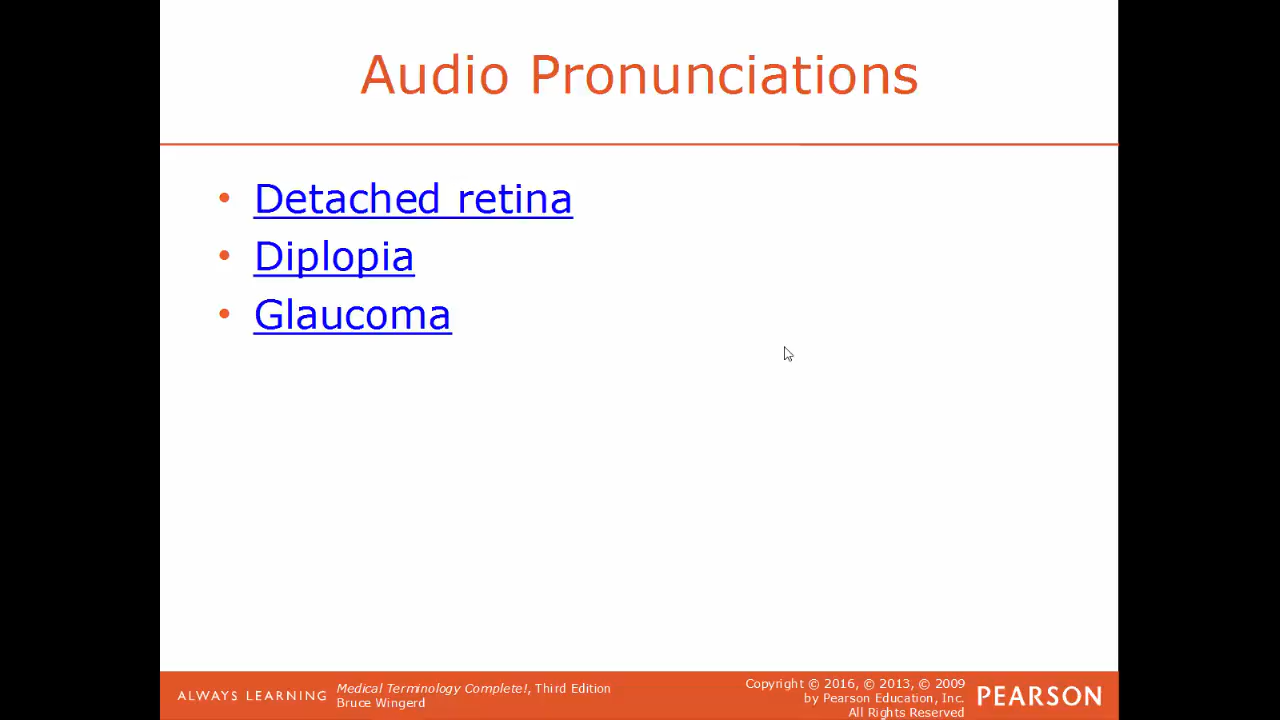 Audio Pronunciations
• Detached retina
• Diplopia
• Glaucoma
ALWAYS LEARNING
Medical Terminology Complete!, Third Edition
Bruce Wingerd
Copyright © 2016, © 2013, © 2009
by Pearson Education, Inc.
All Rights Reserved
PEARSON